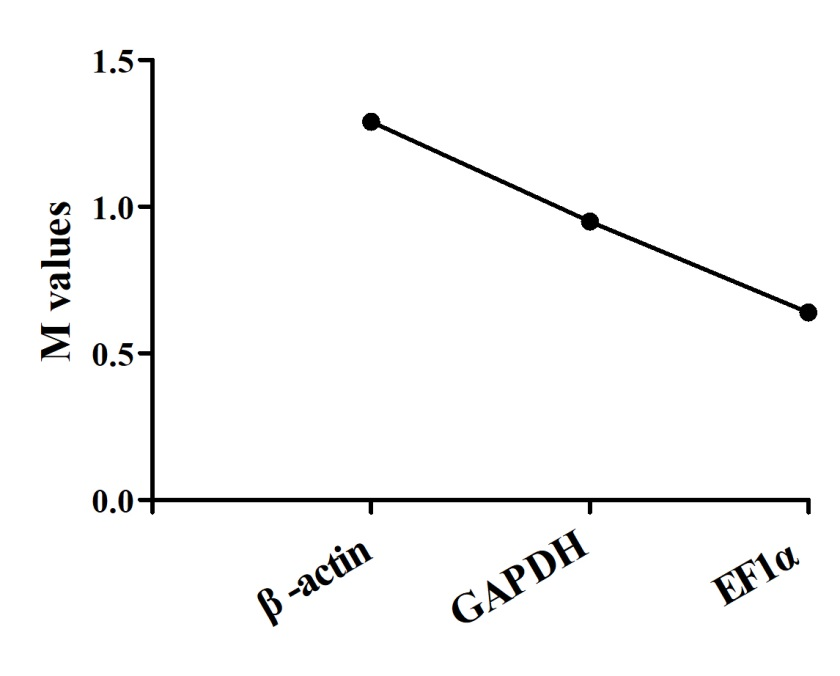 M values
1.5
1.0
0.5
0.0
β -actin
GAPDH
EF1α